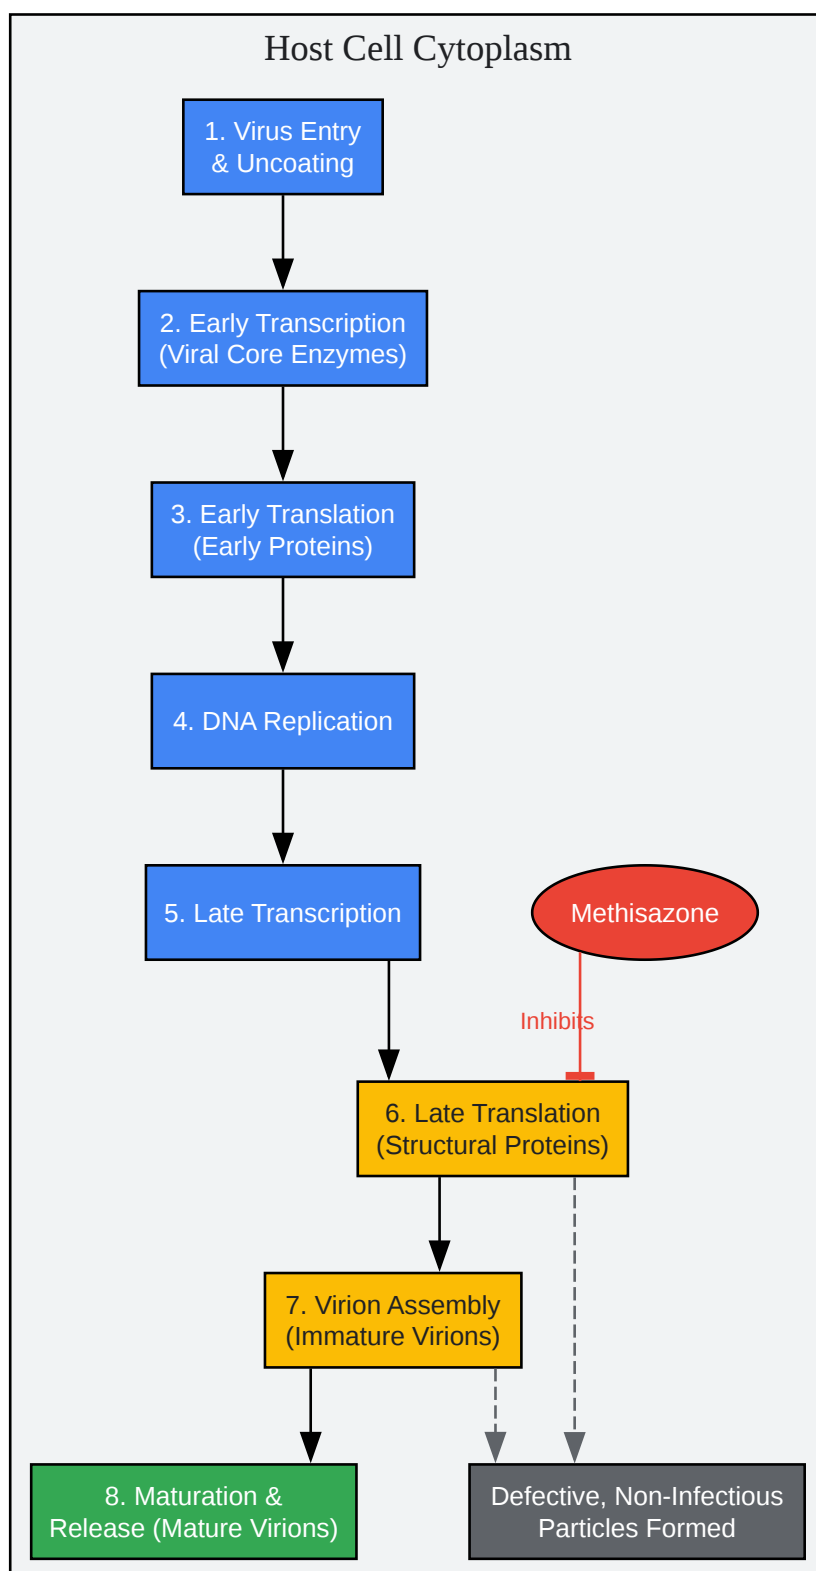 Host Cell Cytoplasm
1. Virus Entry
& Uncoating
2. Early Transcription
(Viral Core Enzymes)
3. Early Translation
(Early Proteins)
4. DNA Replication
5. Late Transcription
Methisazone
Inhibits
6. Late Translation
(Structural Proteins)
7. Virion Assembly
(Immature Virions)
8. Maturation &
Release (Mature Virions)
Defective, Non-Infectious
Particles Formed